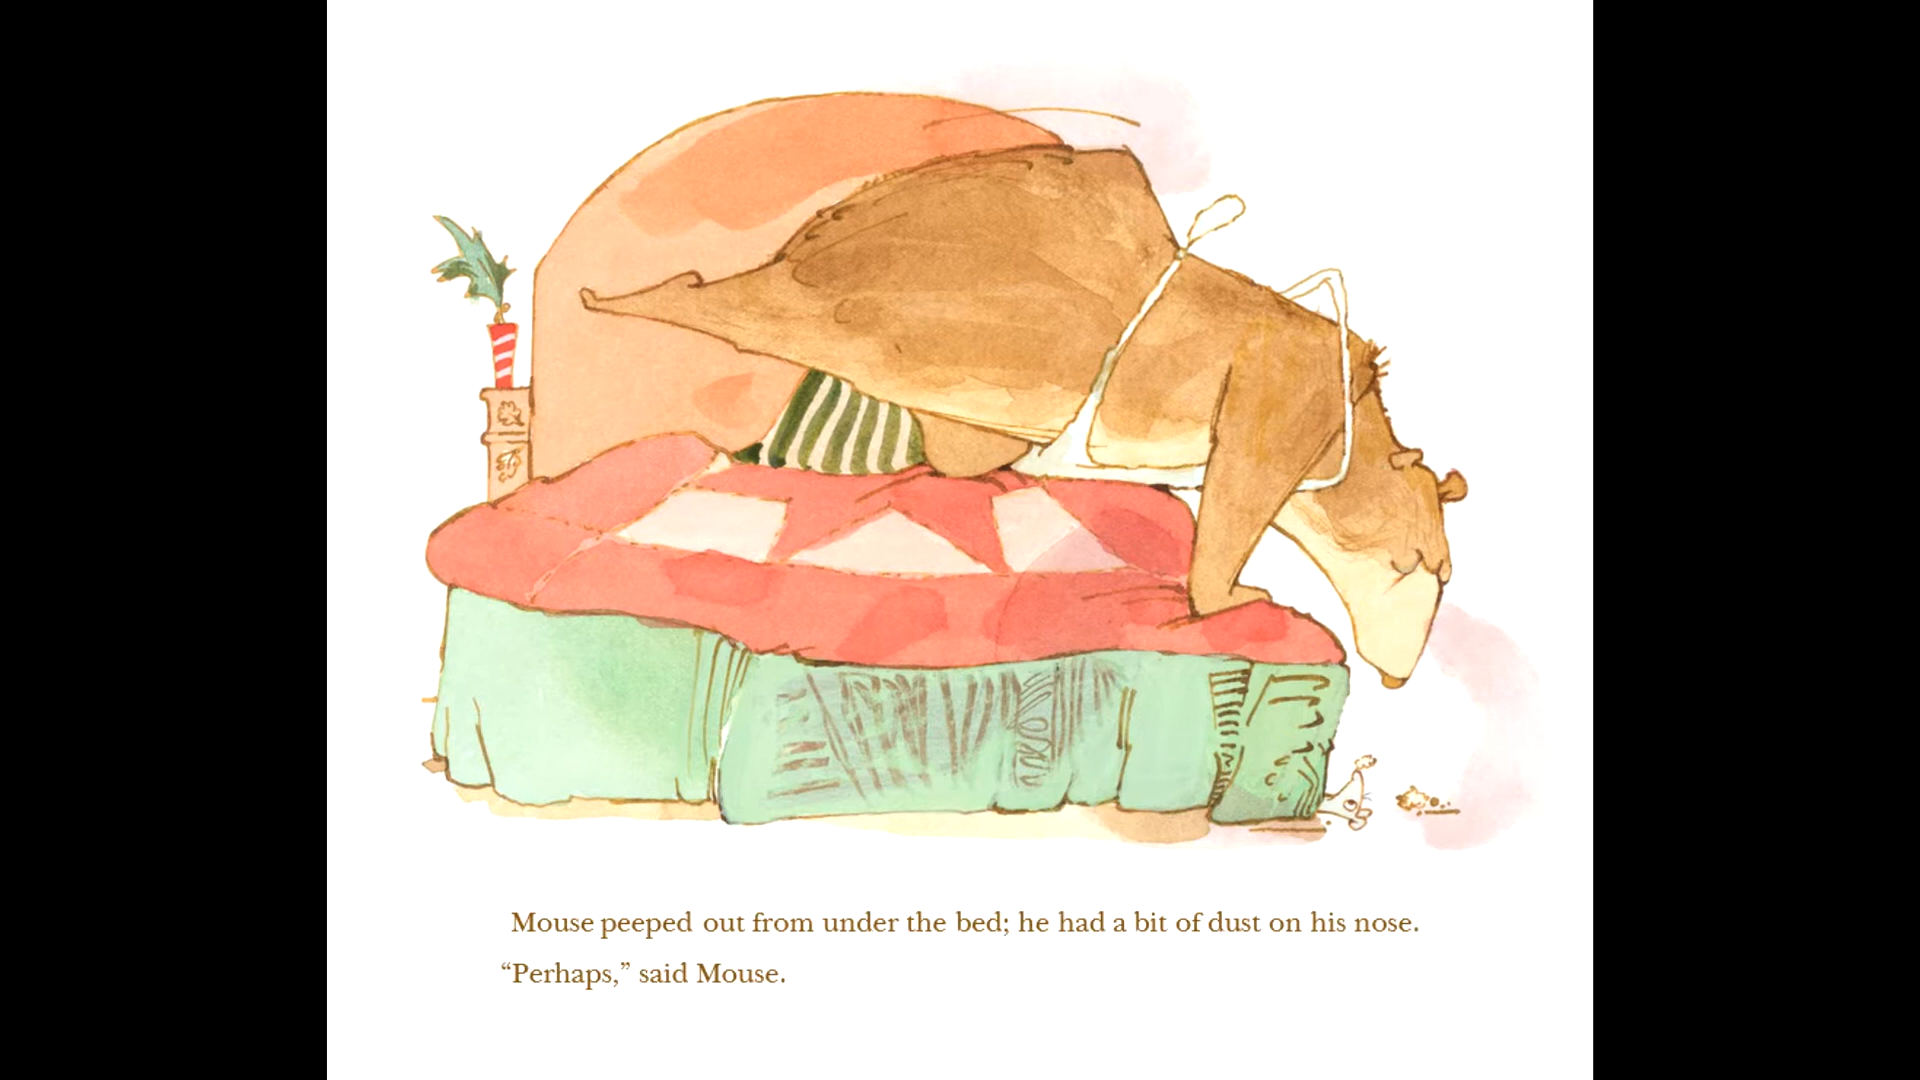 Mouse peeped out from under the bed; he had a bit of dust on his nose.
“Perhaps,” said Mouse.